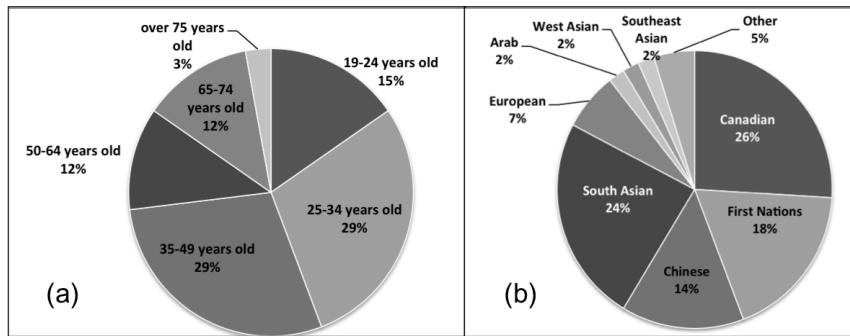 over 75 years
old
3%
19-24 years old
15%
65-74
years old
12%
50-64 years old
12%
25-34 years old
29%
35-49 years old
29%
(a)
West Asian
2%
Southeast
Asian
2%
Other
5%
Arab
2%
European
7%
Canadian
26%
South Asian
24%
First Nations
18%
Chinese
14%
(b)